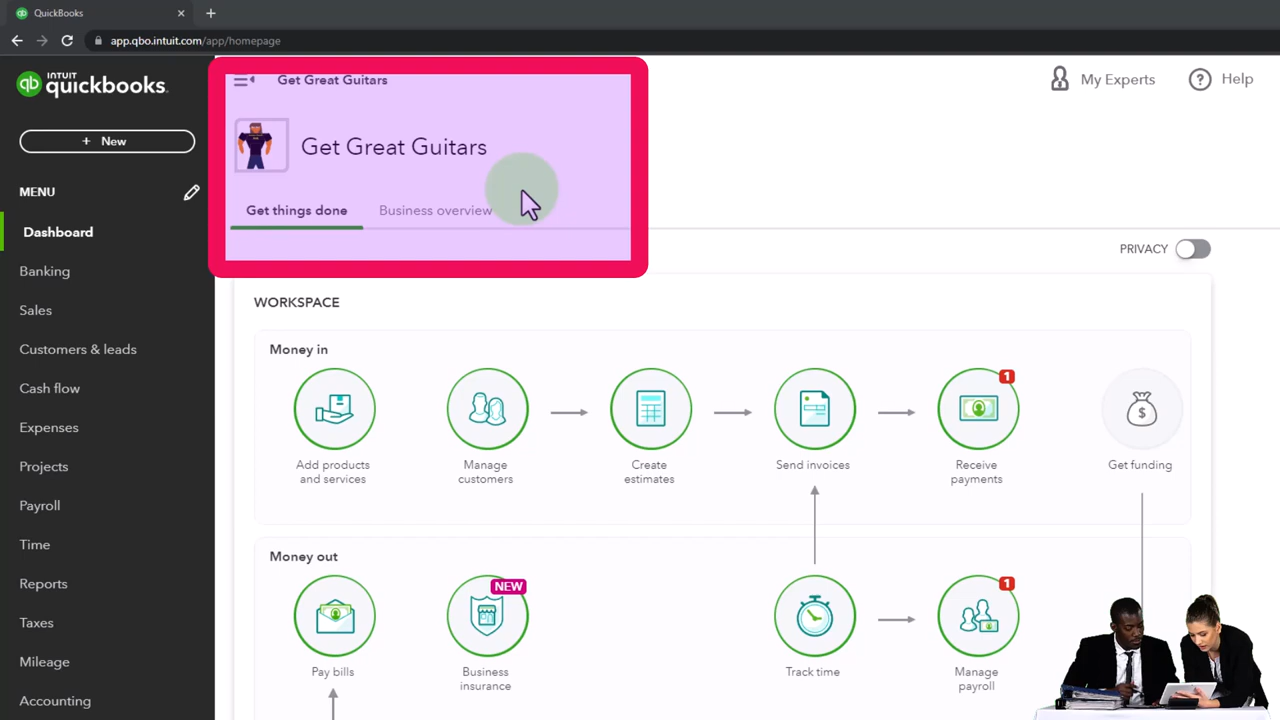 QuickBooks
app.qbo.intuit.com/app/homepage
INTUIT
qb quickbooks.
+ New
MENU
Dashboard
Banking
Sales
Customers & leads
Cash flow
Expenses
Projects
Payroll
Time
Reports
Taxes
Mileage
Accounting
Get Great Guitars
My Experts
? Help
Get Great Guitars
Get things done
Business overview
PRIVACY
WORKSPACE
Money in
1
Add products
and services
Manage
customers
Create
estimates
Send invoices
Receive
payments
$
Get funding
Money out
NEW
1
Pay bills
Business
insurance
Track time
Manage
payroll